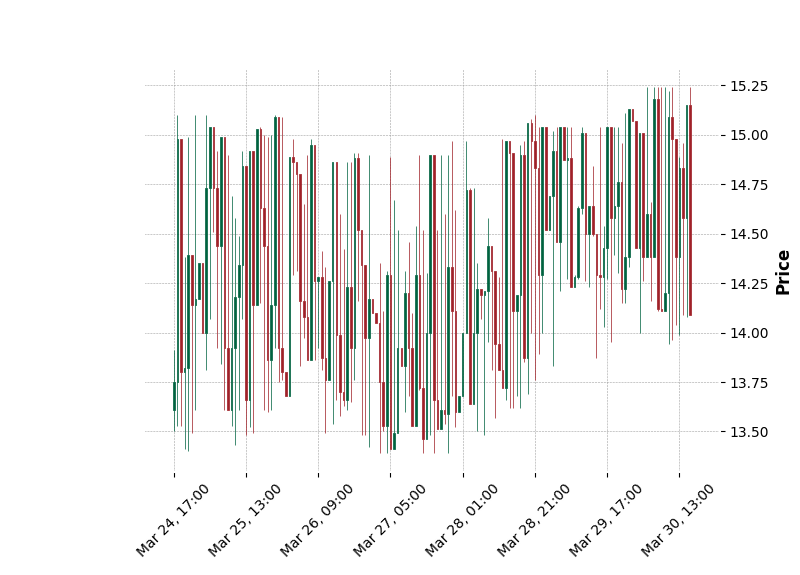 15.25
15.00
14.75
14.50
14.25
14.00
13.75
13.50
Price
Mar 24, 17:00
Mar 25, 13:00
Mar 26, 09:00
Mar 27, 05:00
Mar 28, 01:00
Mar 28, 21:00
Mar 29, 17:00
Mar 30, 13:00